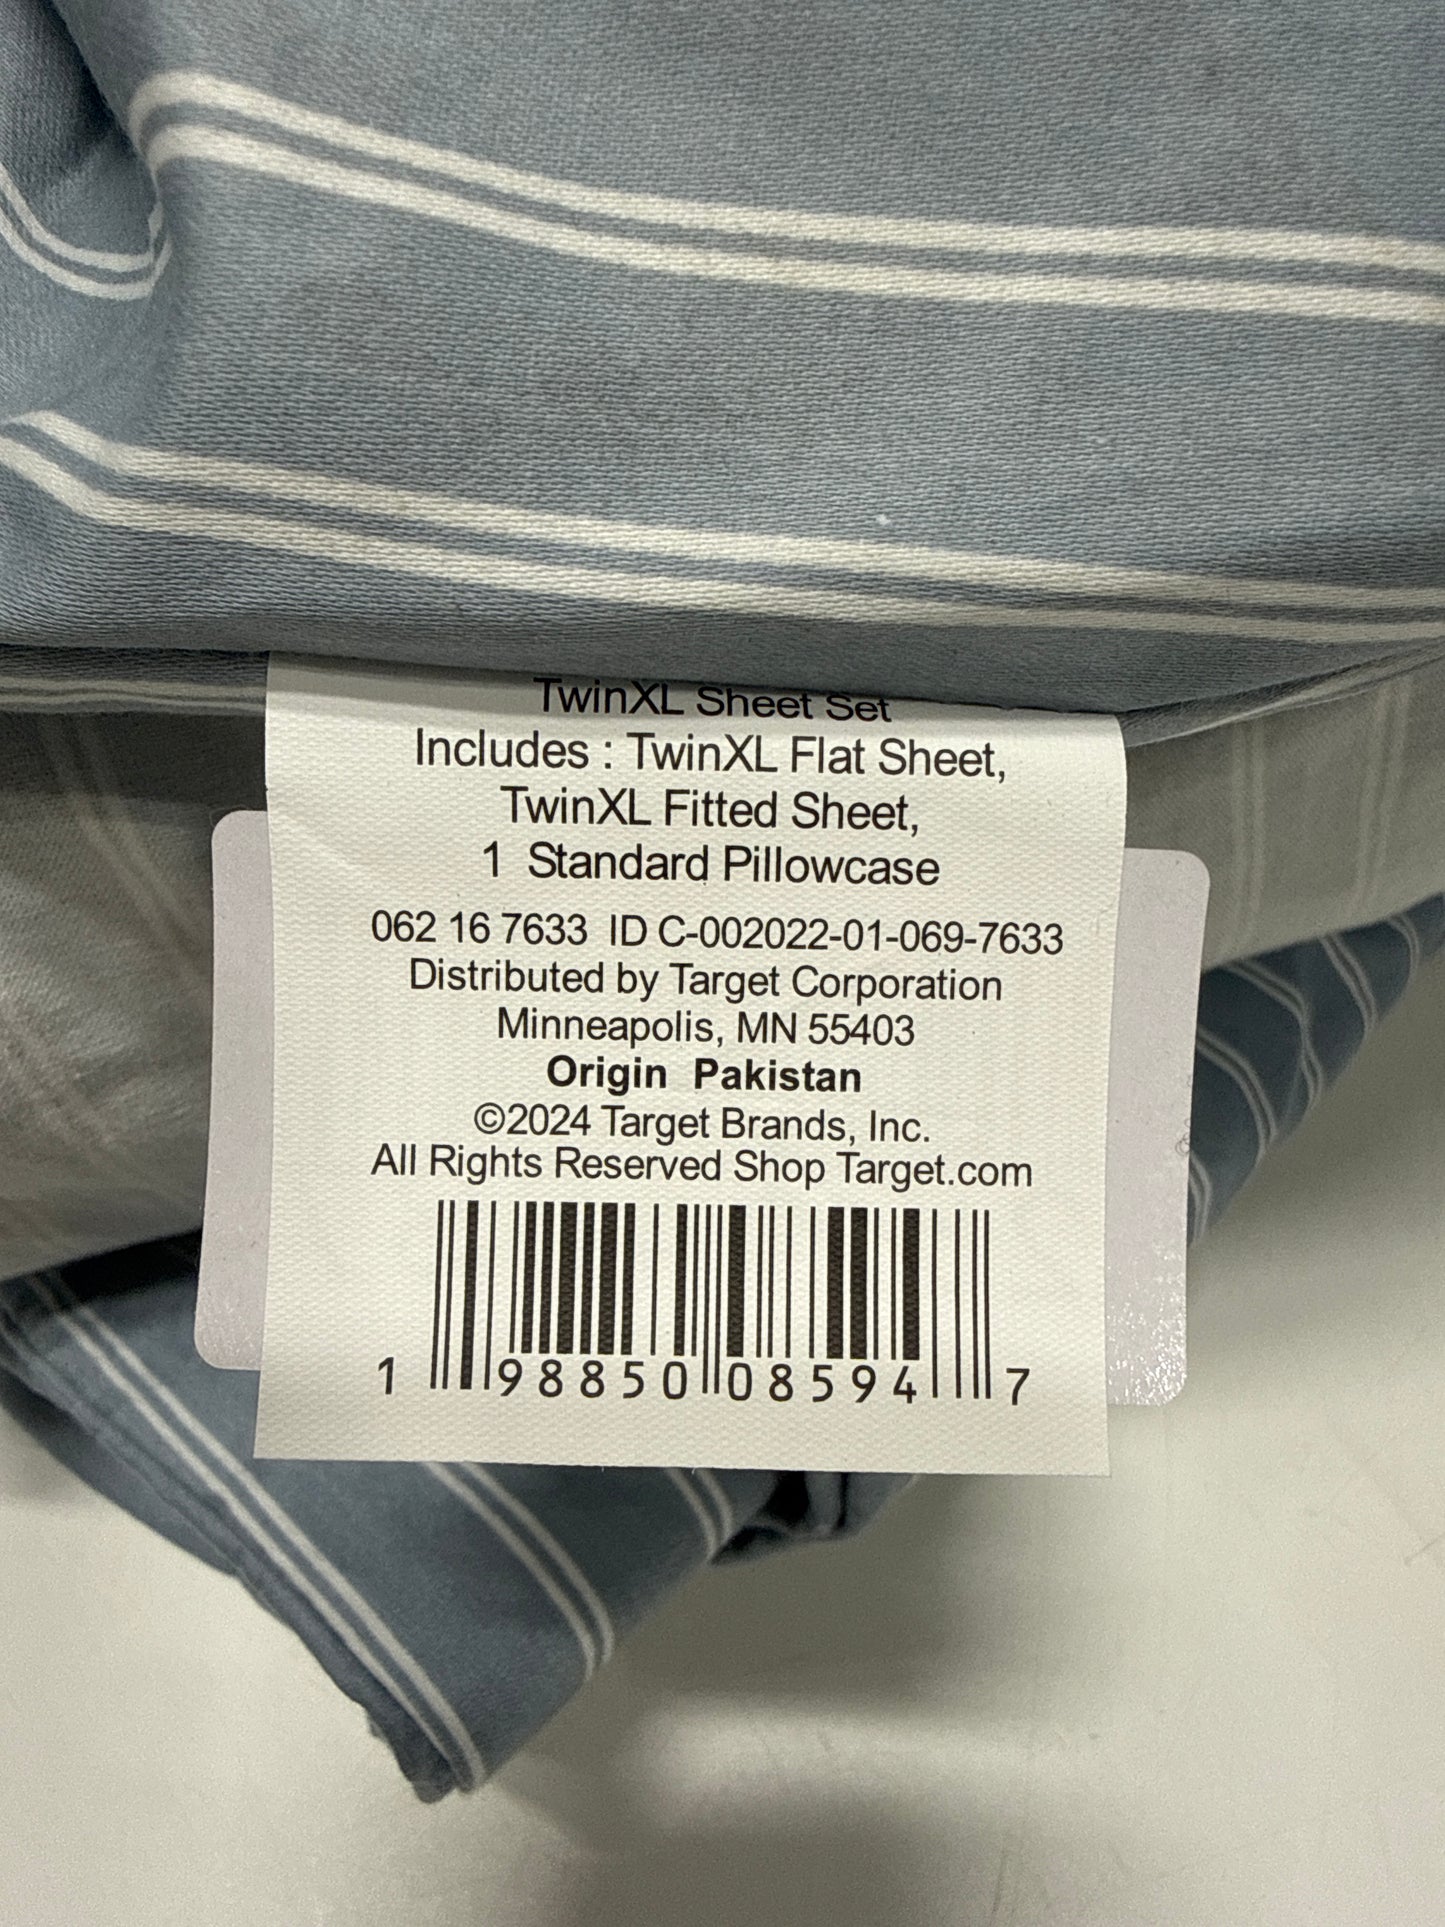 TwinXL Sheet Set
Includes : TwinXL Flat Sheet,
TwinXL Fitted Sheet,
1 Standard Pillowcase
062 16 7633 ID C-002022-01-069-7633
Distributed by Target Corporation
Minneapolis, MN 55403
Origin Pakistan
©2024 Target Brands, Inc.
All Rights Reserved Shop Target.com
1 98850 08594 7